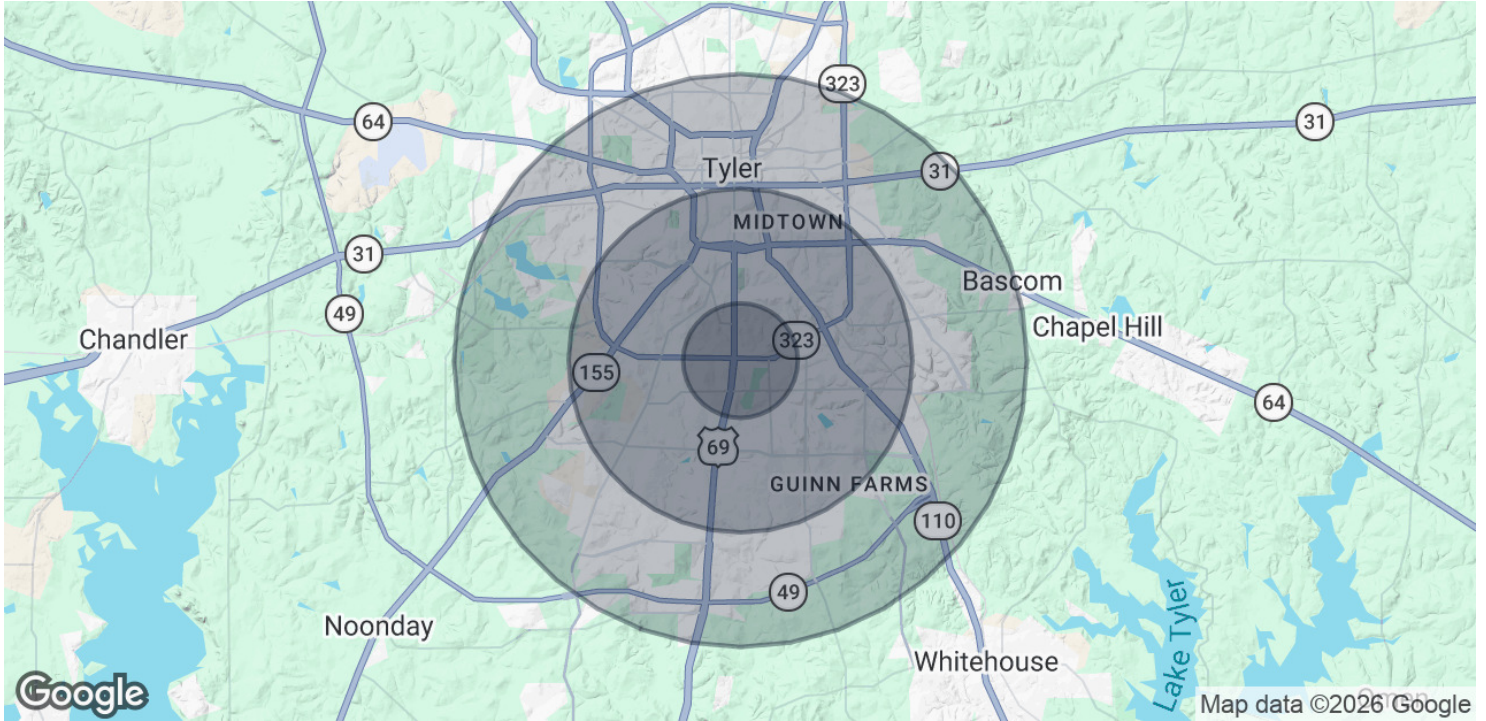 323
64
31
Tyler
31
MIDTOWN
31
Bascom
49
Chapel Hill
Chandler
323
155
64
69
GUINN FARMS
110
49
Noonday
Whitehouse
Lake Tyler
Google
Map data ©2026 Google